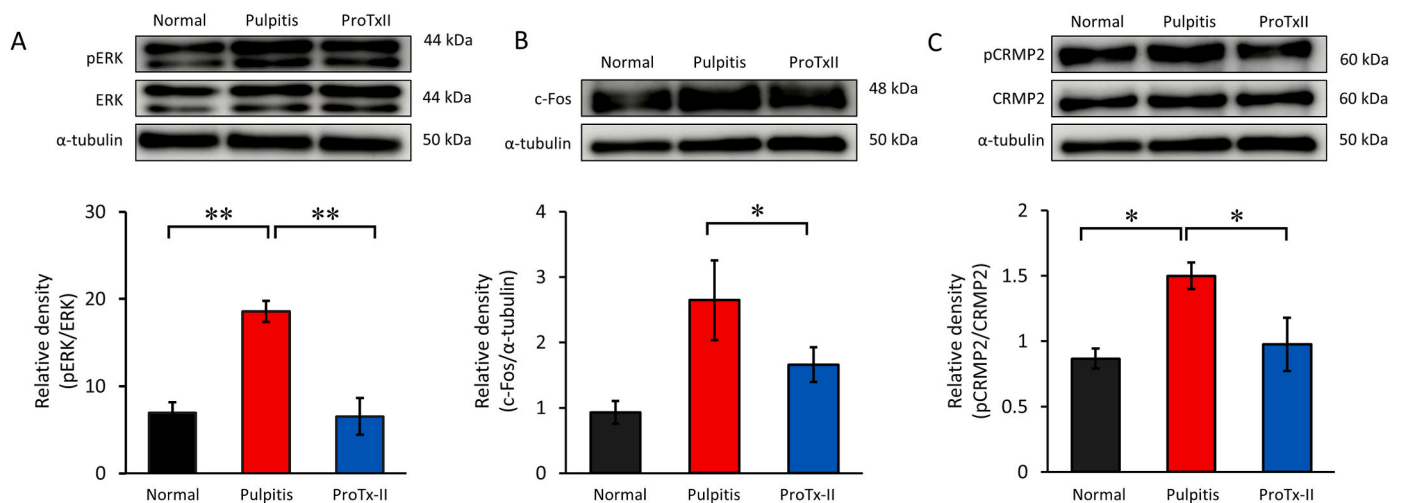 A
Normal Pulpitis ProTxII
pERK 44 kDa
ERK 44 kDa
α-tubulin 50 kDa
30
20
10
0
Relative density
(pERK/ERK)
** **
Normal Pulpitis ProTx-II
B
Normal Pulpitis ProTxII
c-Fos 48 kDa
α-tubulin 50 kDa
4
3
2
1
0
Relative density
(c-Fos/α-tubulin)
*
Normal Pulpitis ProTx-II
C
Normal Pulpitis ProTxII
pCRMP2 60 kDa
CRMP2 60 kDa
α-tubulin 50 kDa
2
1.5
1
0.5
0
Relative density
(pCRMP2/CRMP2)
* *
Normal Pulpitis ProTx-II